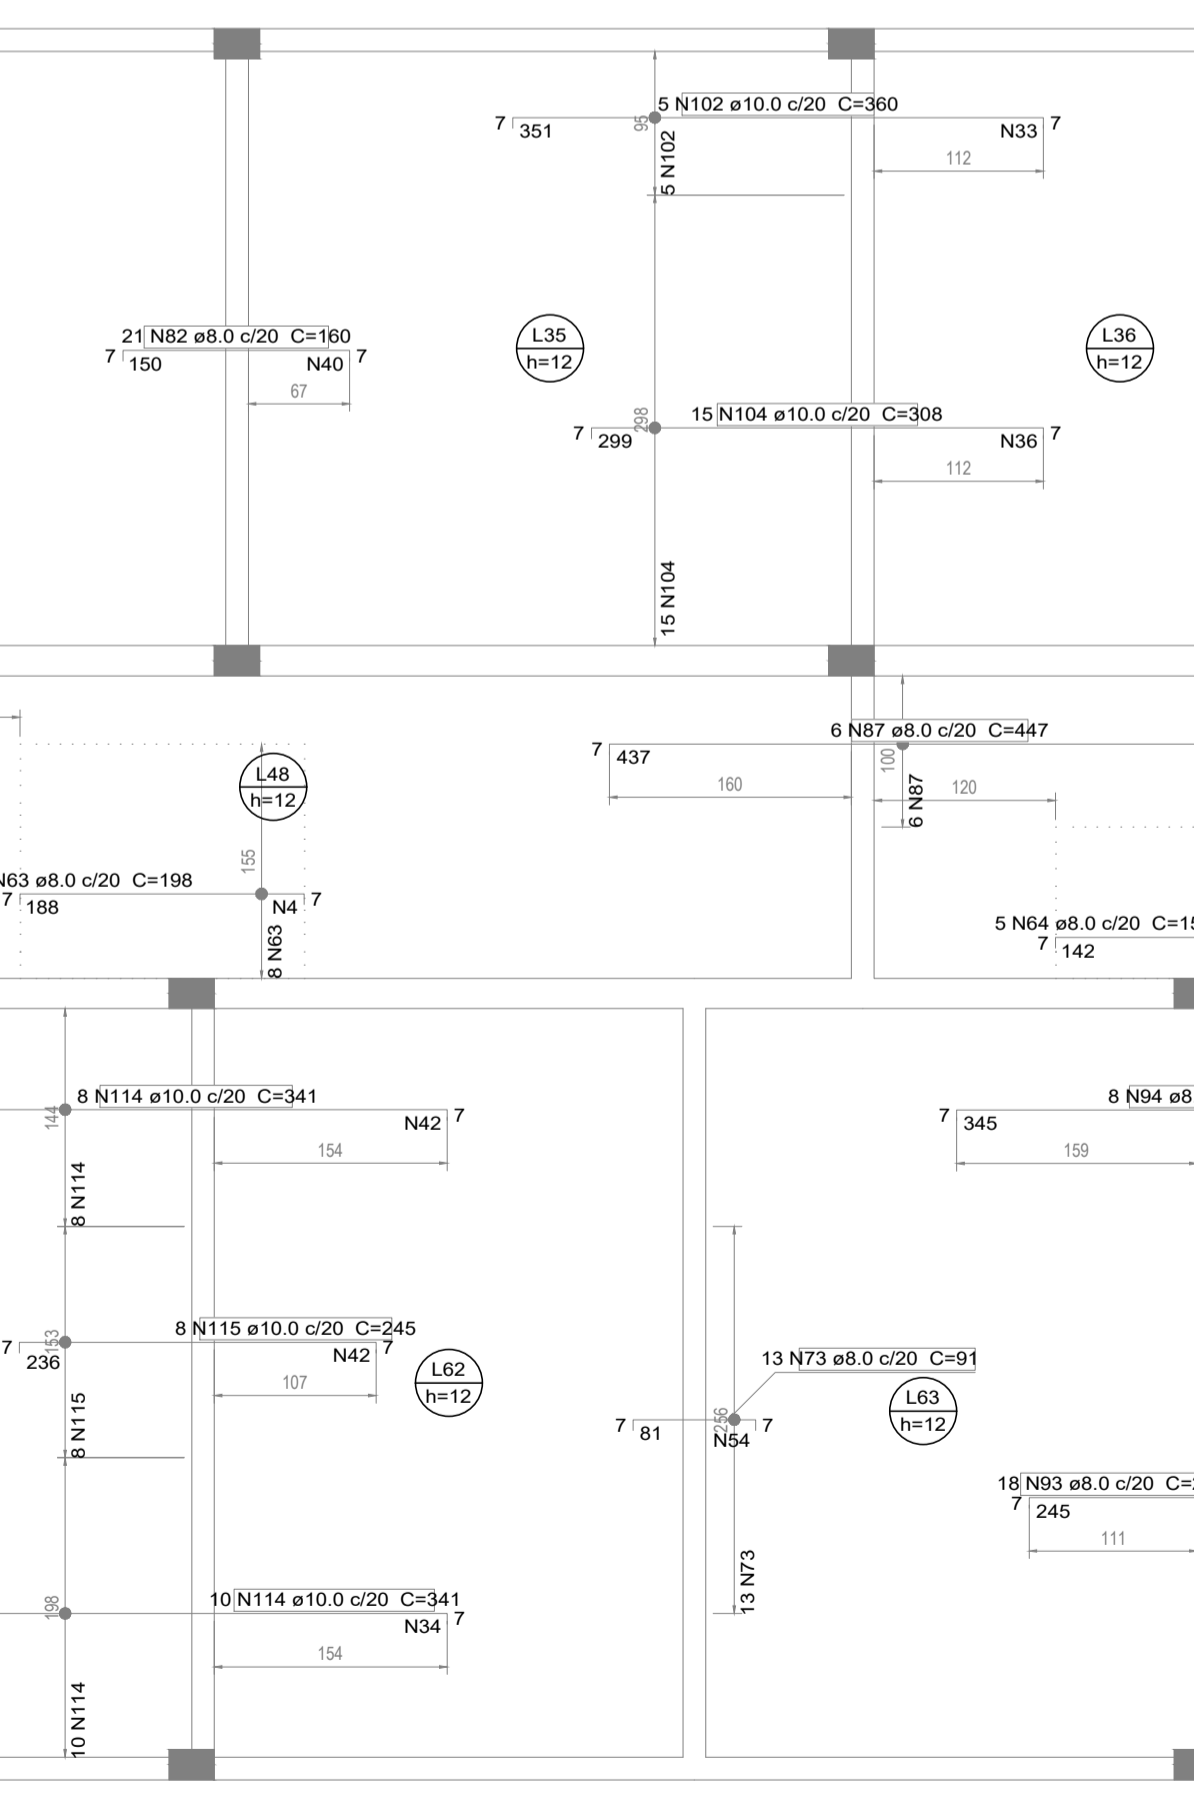 5 N102 ø10.0 c/20 C=360
7
351
95
5 N102
N33
7
112
21 N82 ø8.0 c/20 C=160
7
150
N40
7
67
L35
h=12
L36
h=12
298
15 N104 ø10.0 c/20 C=308
7
299
N36
7
112
15 N104
6 N87 ø8.0 c/20 C=447
7
437
160
100
6 N87
120
L48
h=12
155
N63 ø8.0 c/20 C=198
7
188
N4
7
8 N63
5 N64 ø8.0 c/20 C=15
7
142
8 N114 ø10.0 c/20 C=341
144
N42
7
154
8 N114
8 N94 ø8
7
345
159
8 N115 ø10.0 c/20 C=245
7
236
153
N42
7
107
8 N115
L62
h=12
13 N73 ø8.0 c/20 C=91
7
81
256
N54
7
13 N73
L63
h=12
18 N93 ø8.0 c/20 C=
7
245
111
10 N114 ø10.0 c/20 C=341
198
N34
7
154
10 N114